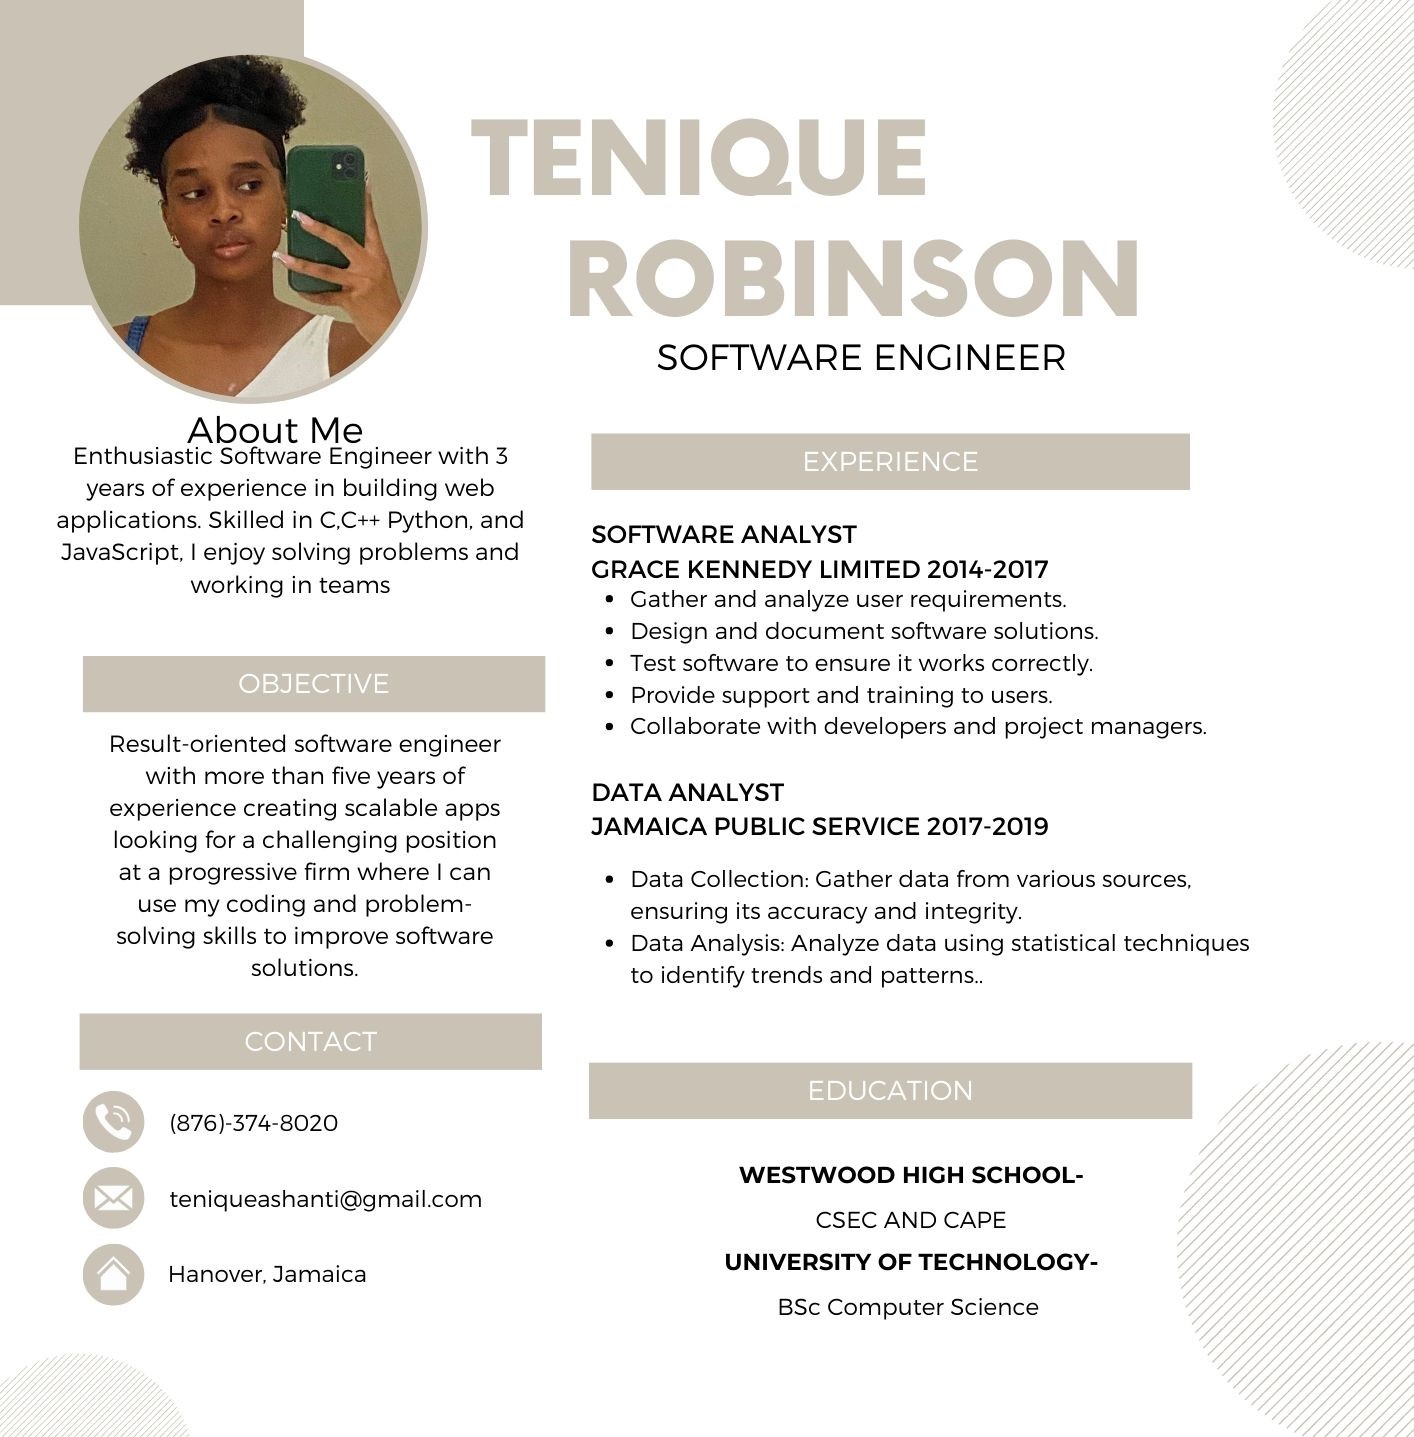 TENIQUE
ROBINSON
SOFTWARE ENGINEER
About Me
Enthusiastic Software Engineer with 3
years of experience in building web
applications. Skilled in C,C++ Python, and
JavaScript, I enjoy solving problems and
working in teams
OBJECTIVE
Result-oriented software engineer
with more than five years of
experience creating scalable apps
looking for a challenging position
at a progressive firm where I can
use my coding and problem-
solving skills to improve software
solutions.
CONTACT
(876)-374-8020
teniqueashanti@gmail.com
Hanover, Jamaica
EXPERIENCE
SOFTWARE ANALYST
GRACE KENNEDY LIMITED 2014-2017
• Gather and analyze user requirements.
• Design and document software solutions.
• Test software to ensure it works correctly.
• Provide support and training to users.
• Collaborate with developers and project managers.
DATA ANALYST
JAMAICA PUBLIC SERVICE 2017-2019
• Data Collection: Gather data from various sources,
ensuring its accuracy and integrity.
• Data Analysis: Analyze data using statistical techniques
to identify trends and patterns..
EDUCATION
WESTWOOD HIGH SCHOOL-
CSEC AND CAPE
UNIVERSITY OF TECHNOLOGY-
BSc Computer Science